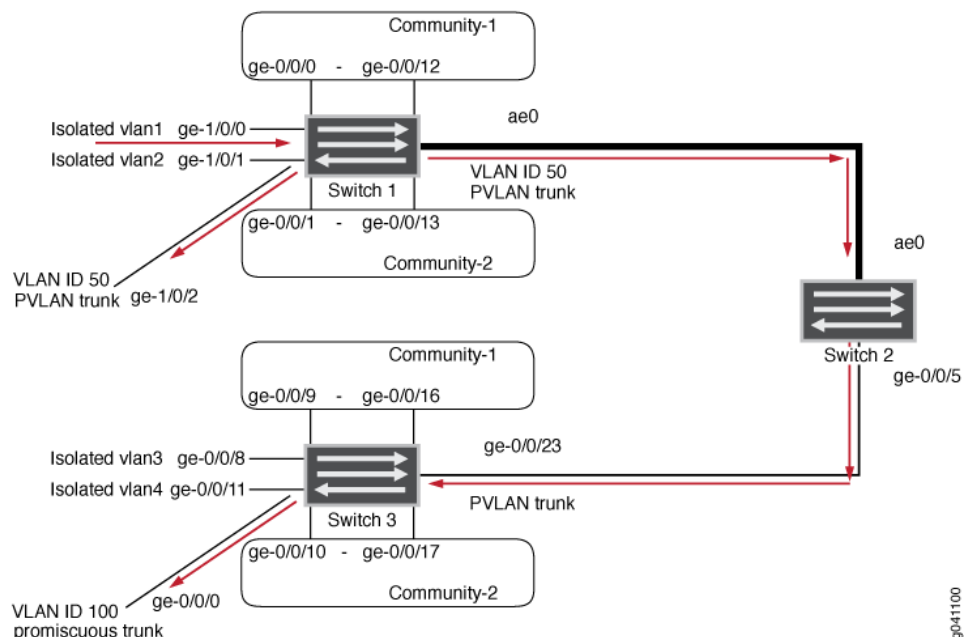 Community-1
ge-0/0/0 - ge-0/0/12
ae0
Isolated vlan1 ge-1/0/0
Isolated vlan2 ge-1/0/1
VLAN ID 50
PVLAN trunk
Switch 1
ge-0/0/1 - ge-0/0/13
Community-2
ae0
VLAN ID 50
PVLAN trunk ge-1/0/2
Switch 2
ge-0/0/5
Community-1
ge-0/0/9 - ge-0/0/16
ge-0/0/23
Isolated vlan3 ge-0/0/8
Isolated vlan4 ge-0/0/11
PVLAN trunk
Switch 3
ge-0/0/10 - ge-0/0/17
Community-2
ge-0/0/0
VLAN ID 100
promiscuous trunk
g041100